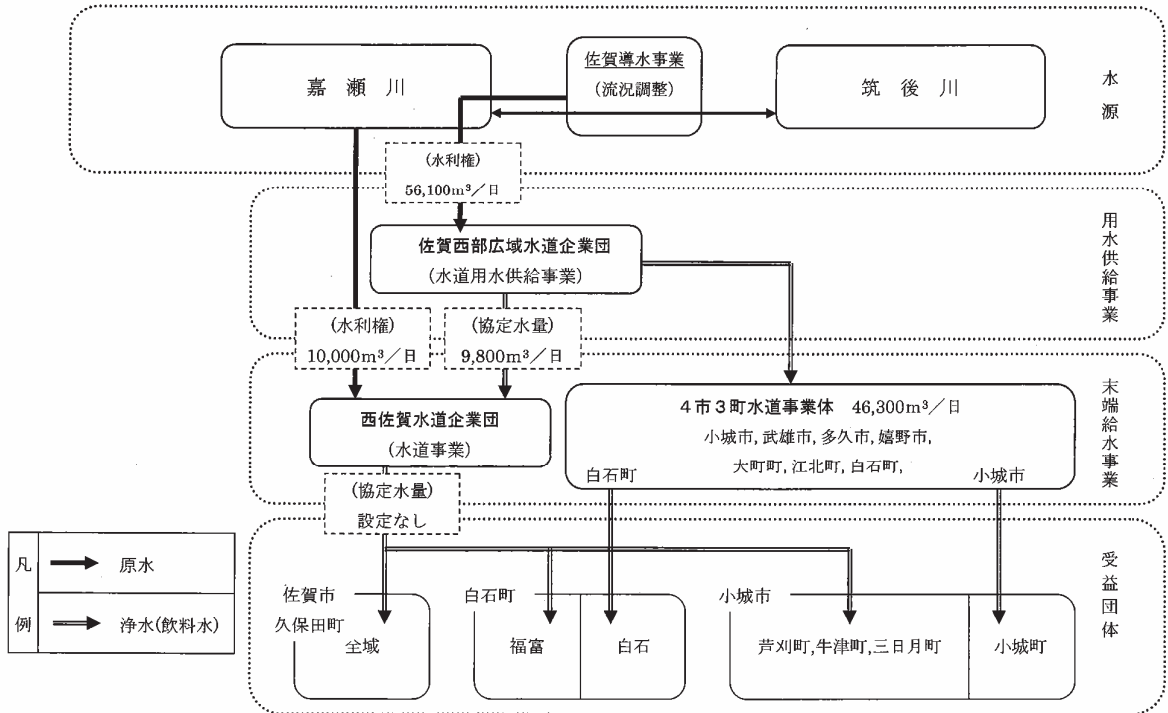 佐賀導水事業
(流況調整)
嘉瀬川
筑後川
水源
(水利権)
56,100m³/日
佐賀西部広域水道企業団
(水道用水供給事業)
用水供給事業
(水利権)
10,000m³/日
(協定水量)
9,800m³/日
西佐賀水道企業団
(水道事業)
4市3町水道事業体 46,300m³/日
小城市,武雄市,多久市,嬉野市,
大町町,江北町,白石町,
白石町
小城市
末端給水事業
(協定水量)
設定なし
凡例
原水
浄水(飲料水)
佐賀市
久保田町
全域
白石町
福富
白石
小城市
芦刈町,牛津町,三日月町
小城町
受益団体